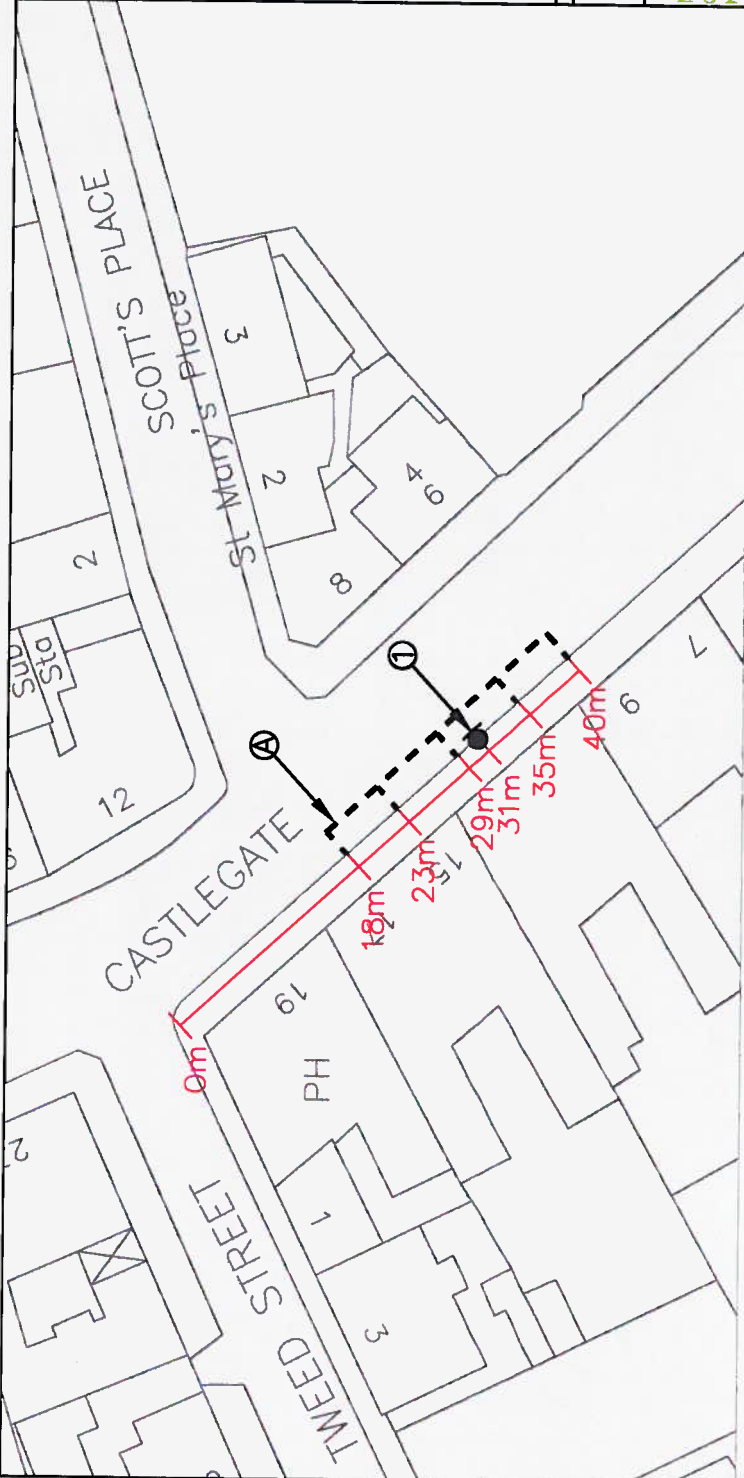 SCOTT'S PLACE
St Mary's Place
3
2
4
6
8
2
Sub
Sta
12
A
1
CASTLEGATE
0m
18m
23m
29m
31m
35m
40m
7
9
15
19
PH
1
3
TWEED STREET